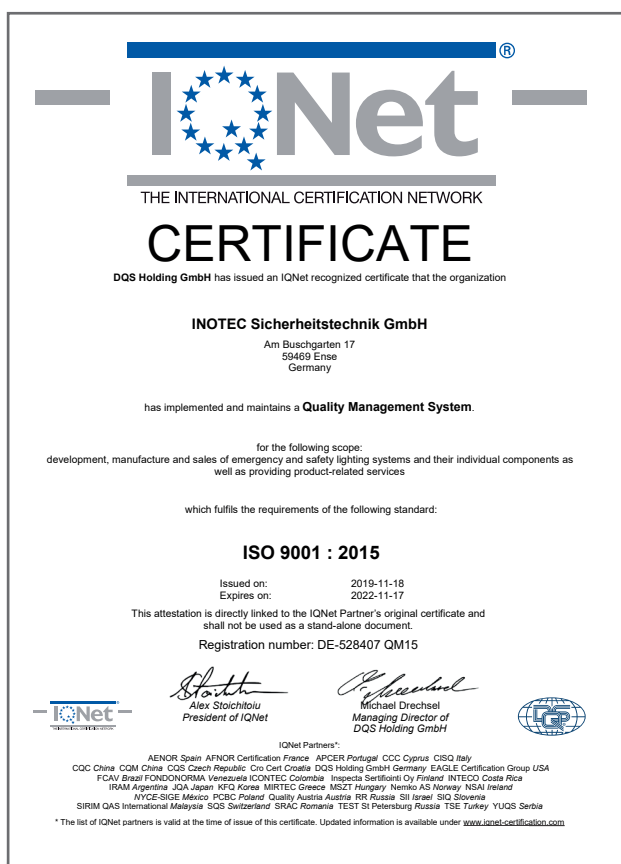 IQNet ®
THE INTERNATIONAL CERTIFICATION NETWORK
CERTIFICATE
DQS Holding GmbH has issued an IQNet recognized certificate that the organization
INOTEC Sicherheitstechnik GmbH
Am Buschgarten 17
59469 Ense
Germany
has implemented and maintains a Quality Management System.
for the following scope:
development, manufacture and sales of emergency and safety lighting systems and their individual components as
well as providing product-related services
which fulfils the requirements of the following standard:
ISO 9001 : 2015
Issued on: 2019-11-18
Expires on: 2022-11-17
This attestation is directly linked to the IQNet Partner's original certificate and
shall not be used as a stand-alone document.
Registration number: DE-528407 QM15
Alex Stoichitoiu
President of IQNet
Michael Drechsel
Managing Director of
DQS Holding GmbH
IQNet
THE INTERNATIONAL CERTIFICATION NETWORK
DQS
IQNet Partners*:
AENOR Spain AFNOR Certification France APCER Portugal CCC Cyprus CISQ Italy
CQC China CQM China CQS Czech Republic Cro Cert Croatia DQS Holding GmbH Germany EAGLE Certification Group USA
FCAV Brazil FONDONORMA Venezuela ICONTEC Colombia Inspecta Sertifiointi Oy Finland INTECO Costa Rica
IRAM Argentina JQA Japan KFQ Korea MIRTEC Greece MSZT Hungary Nemko AS Norway NSAI Ireland
NYCE-SIGE México PCBC Poland Quality Austria Austria RR Russia SII Israel SIQ Slovenia
SIRIM QAS International Malaysia SQS Switzerland SRAC Romania TEST St Petersburg Russia TSE Turkey YUQS Serbia
* The list of IQNet partners is valid at the time of issue of this certificate. Updated information is available under www.iqnet-certification.com